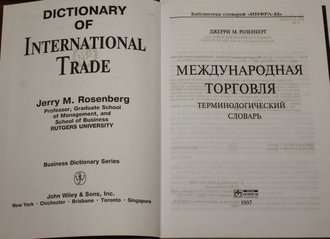 DICTIONARY
OF
INTERNATIONAL
TRADE
Jerry M. Rosenberg
Professor, Graduate School
of Management, and
School of Business
RUTGERS UNIVERSITY
Business Dictionary Series
John Wiley & Sons, Inc.
New York · Chichester · Brisbane · Toronto · Singapore
Библиотека словарей «ИНФРА-М»
ДЖЕРРИ М. РОЗЕНБЕРГ
МЕЖДУНАРОДНАЯ
ТОРГОВЛЯ
ТЕРМИНОЛОГИЧЕСКИЙ
СЛОВАРЬ
1997